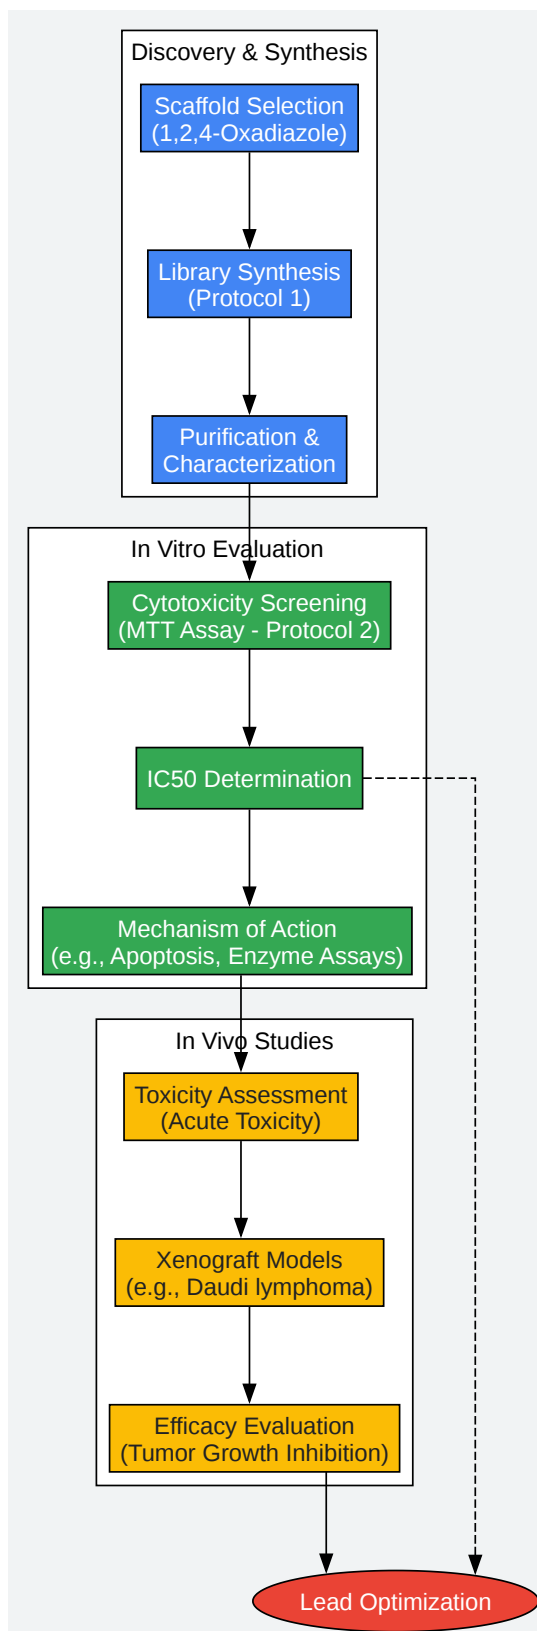 Discovery & Synthesis
Scaffold Selection
(1,2,4-Oxadiazole)
Library Synthesis
(Protocol 1)
Purification &
Characterization
In Vitro Evaluation
Cytotoxicity Screening
(MTT Assay - Protocol 2)
IC50 Determination
Mechanism of Action
(e.g., Apoptosis, Enzyme Assays)
In Vivo Studies
Toxicity Assessment
(Acute Toxicity)
Xenograft Models
(e.g., Daudi lymphoma)
Efficacy Evaluation
(Tumor Growth Inhibition)
Lead Optimization